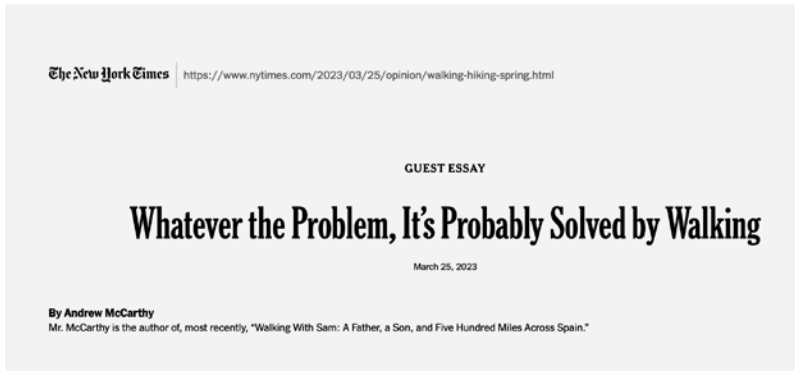 The New York Times https://www.nytimes.com/2023/03/25/opinion/walking-hiking-spring.html
GUEST ESSAY
Whatever the Problem, It’s Probably Solved by Walking
March 25, 2023
By Andrew McCarthy
Mr. McCarthy is the author of, most recently, “Walking With Sam: A Father, a Son, and Five Hundred Miles Across Spain.”